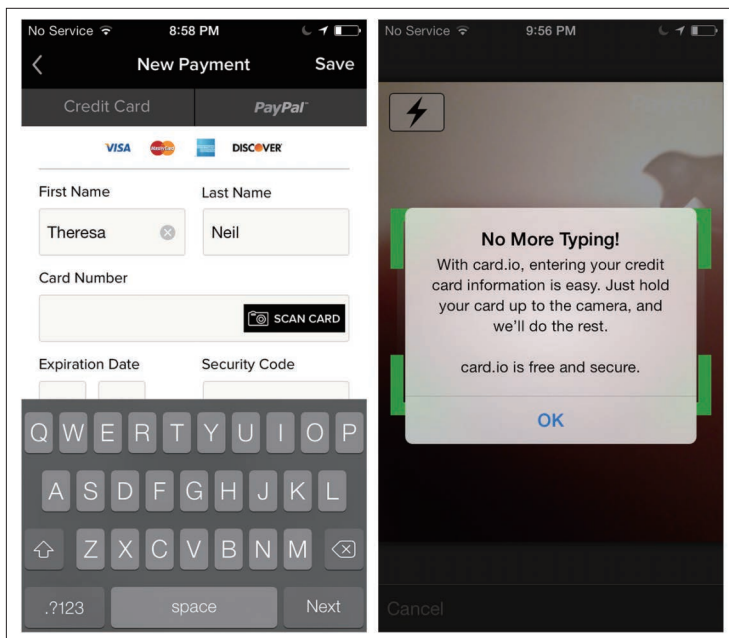 No Service 8:58 PM
New Payment Save
Credit Card PayPal
VISA MasterCard DISCOVER
First Name Last Name
Theresa Neil
Card Number
SCAN CARD
Expiration Date Security Code
Q W E R T Y U I O P
A S D F G H J K L
Z X C V B N M
.?123 space Next
No Service 9:56 PM
No More Typing!
With card.io, entering your credit
card information is easy. Just hold
your card up to the camera, and
we'll do the rest.
card.io is free and secure.
OK
Cancel